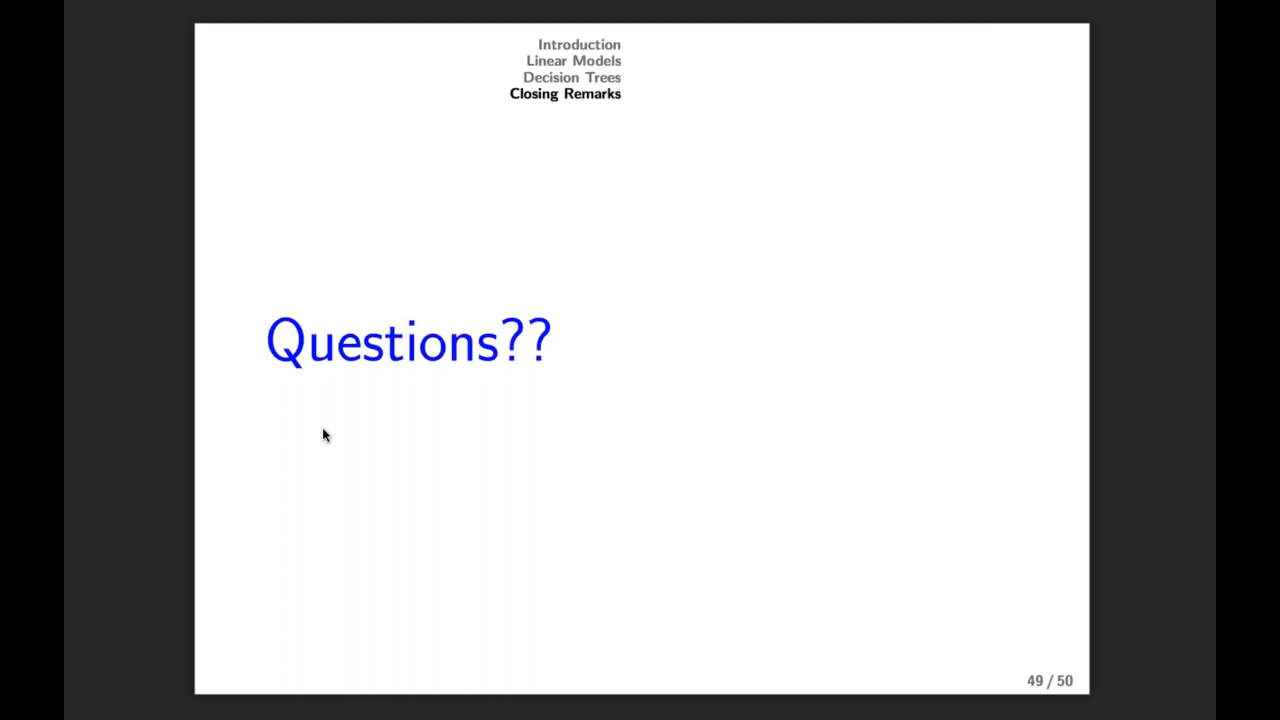 Introduction
Linear Models
Decision Trees
Closing Remarks
Questions??
49 / 50